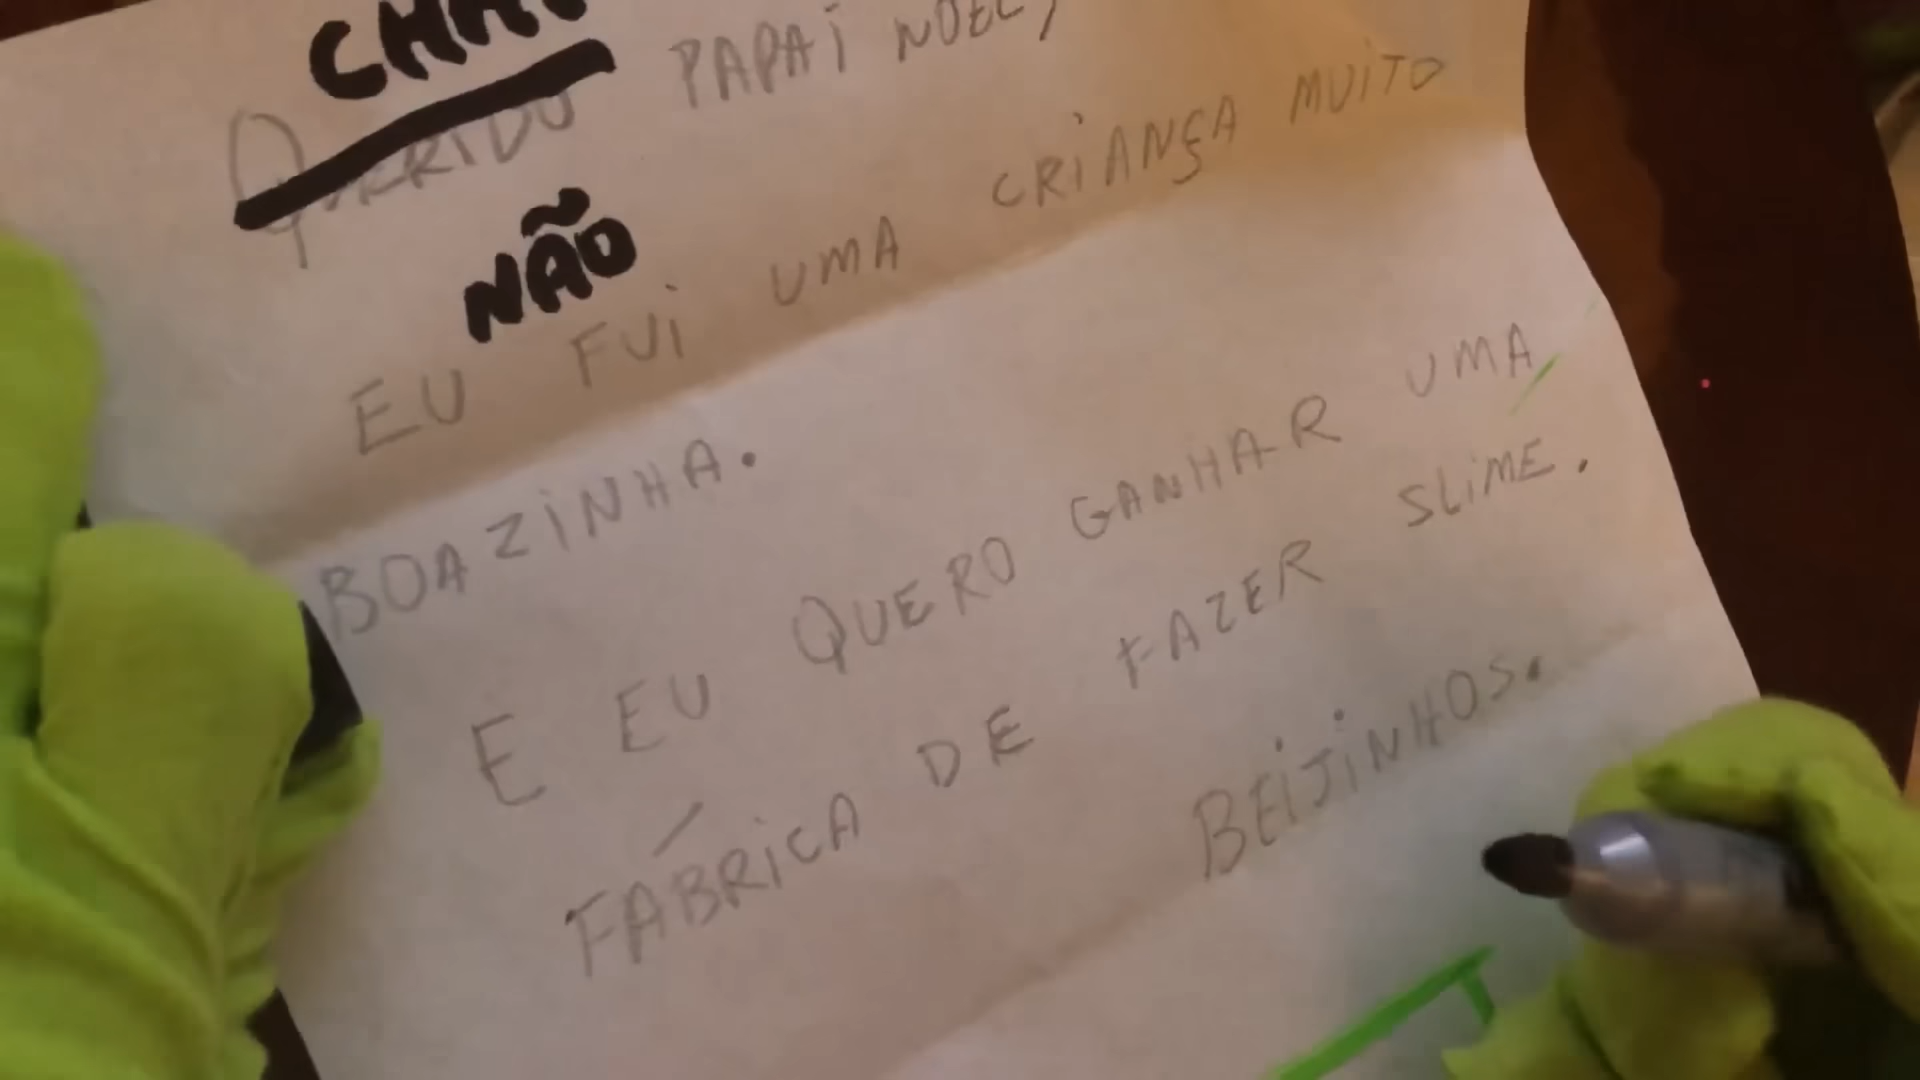 QUERIDO PAPAI NOEL,
NÃO
EU FUI UMA CRIANÇA MUITO
BOAZINHA.
E EU QUERO GANHAR UMA
FÁBRICA DE FAZER SLIME.
BEIJINHOS.